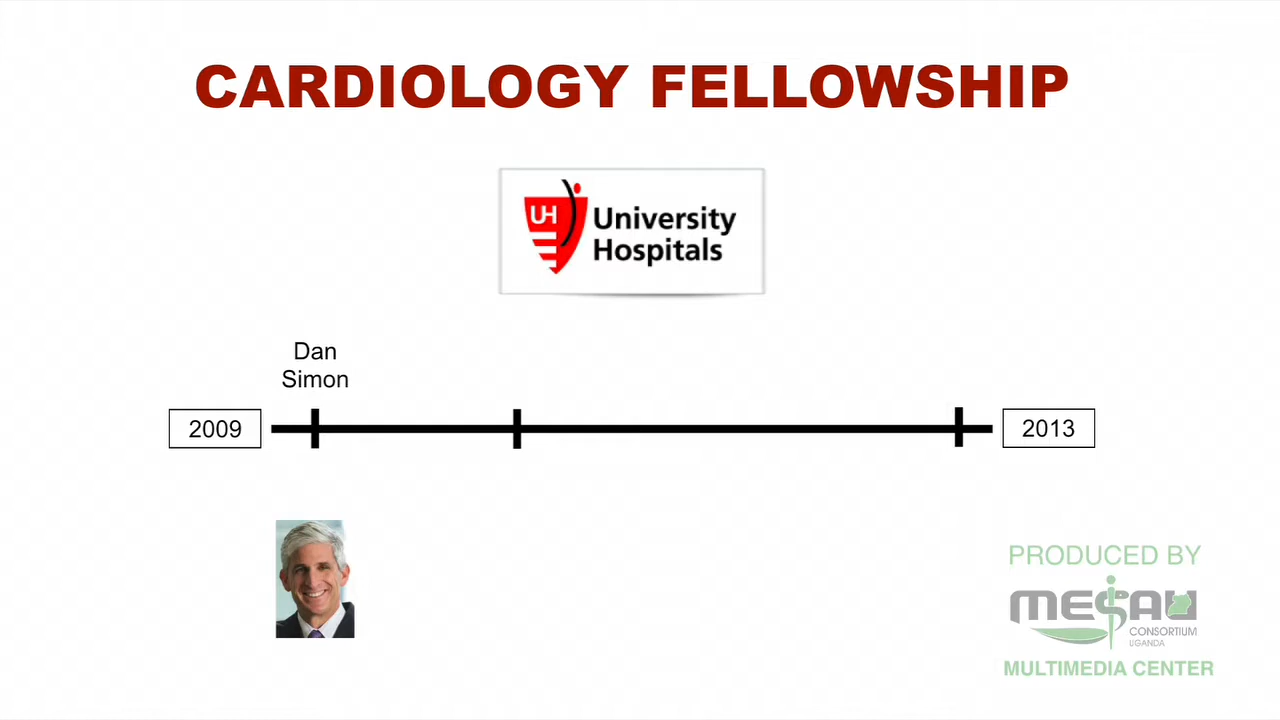 CARDIOLOGY FELLOWSHIP
UH
University
Hospitals
Dan
Simon
2009
2013
PRODUCED BY
MESAU
CONSORTIUM
UGANDA
MULTIMEDIA CENTER